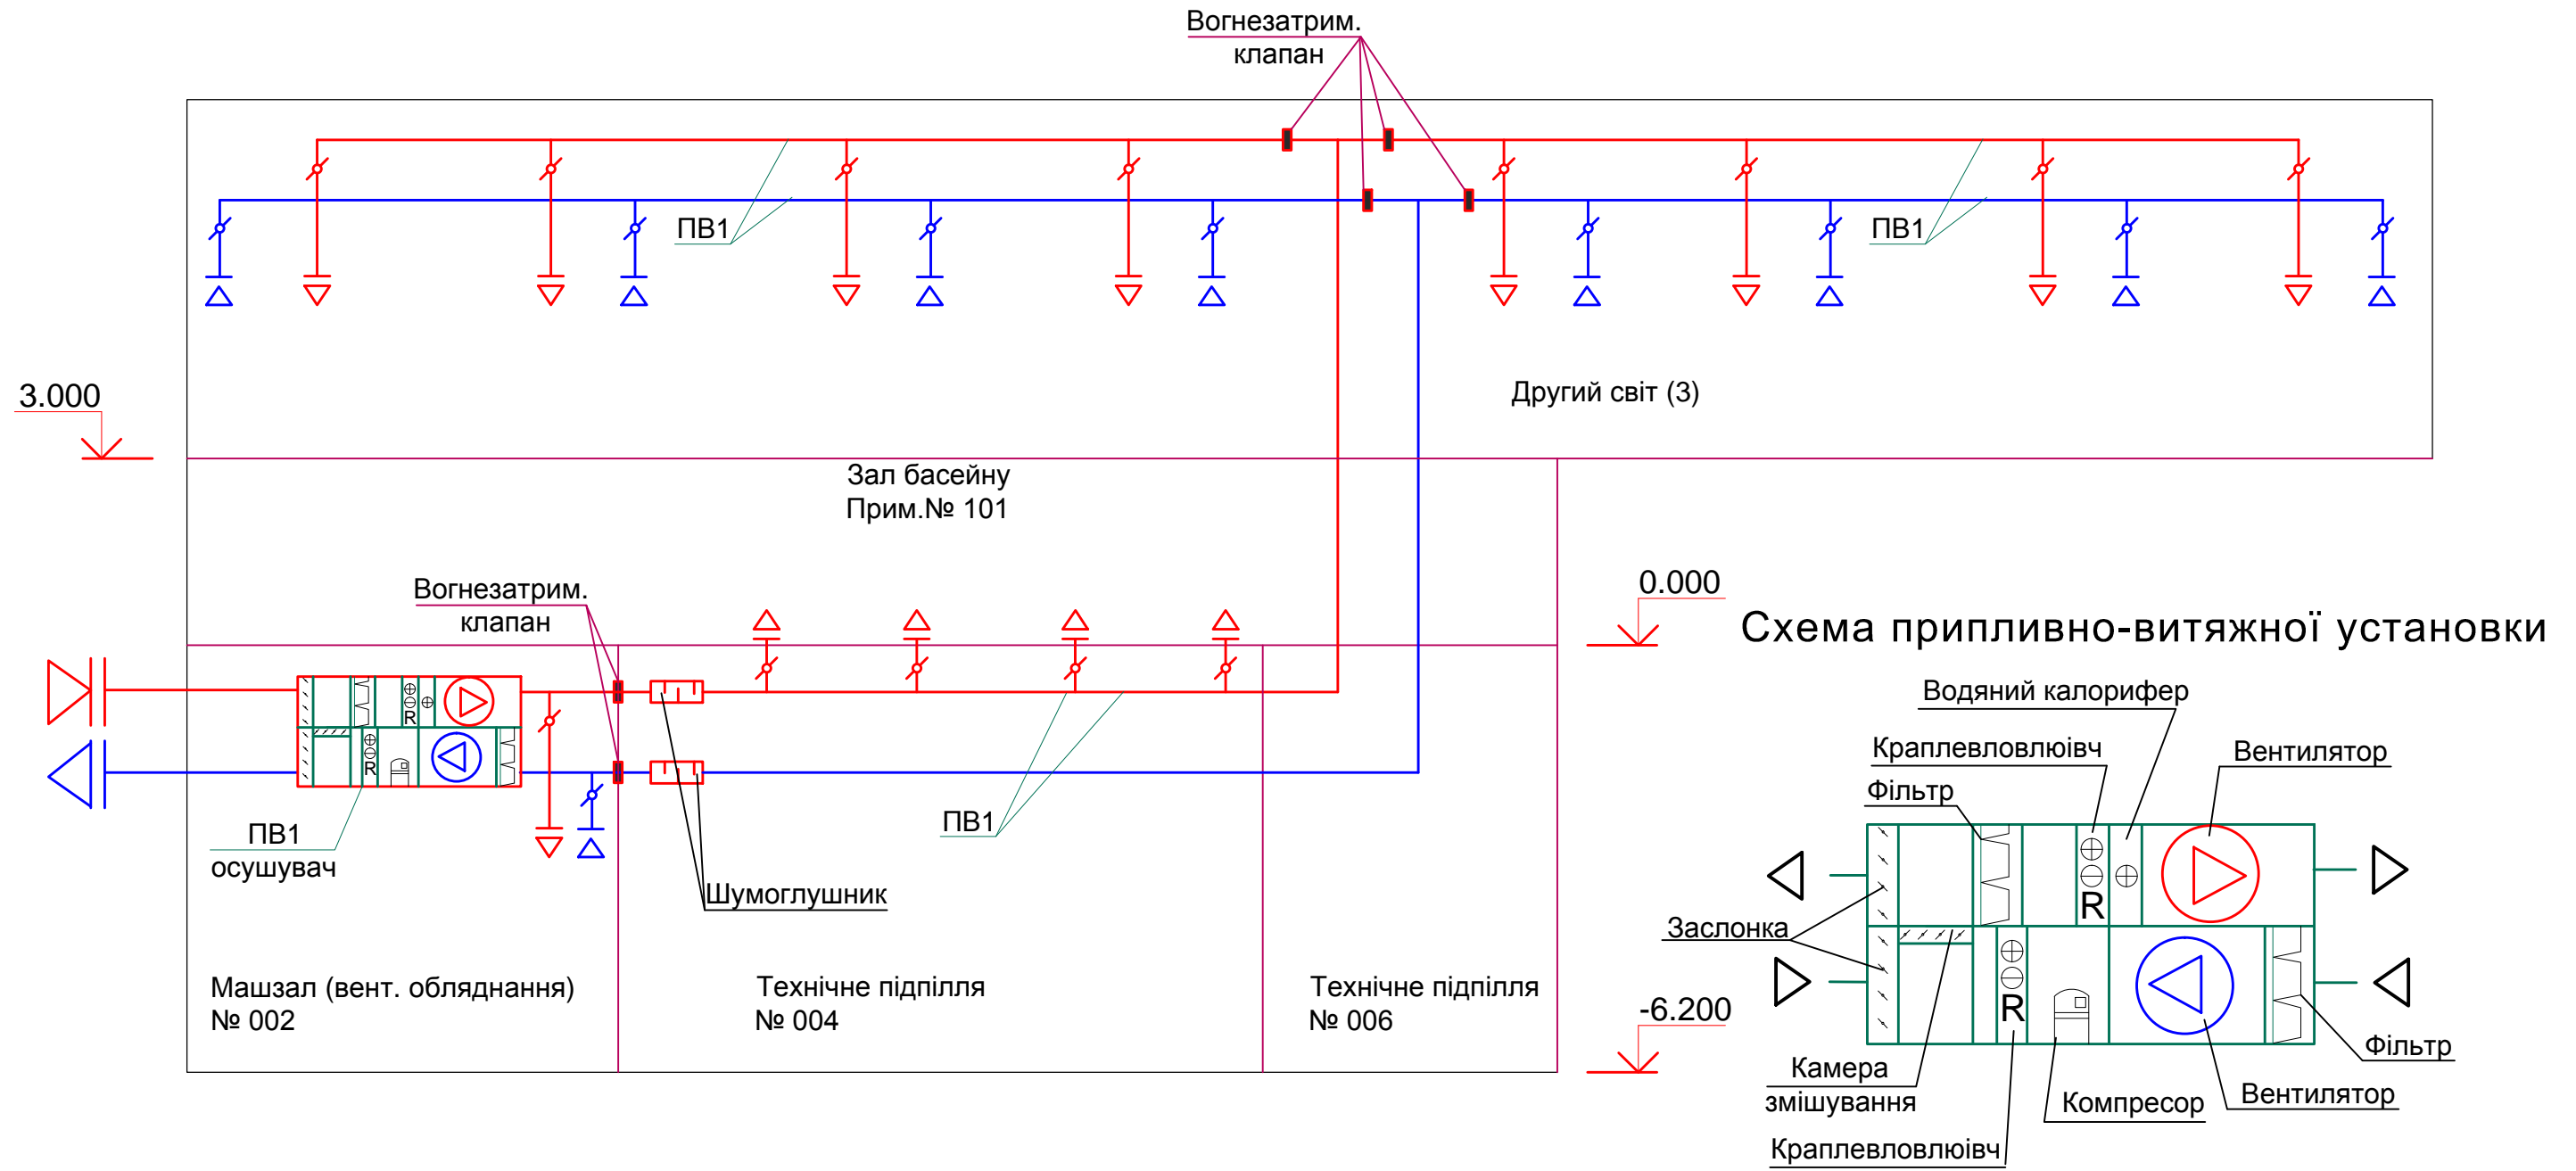 Вогнезатрим.
клапан
ПВ1
ПВ1
3.000
Другий світ (3)
Зал басейну
Прим.№ 101
Вогнезатрим.
клапан
0.000
Схема припливно-витяжної установки
Водяний калорифер
Краплевловлюівч
Вентилятор
Фільтр
R
R
ПВ1
осушувач
ПВ1
Шумоглушник
R
Заслонка
R
Машзал (вент. обляднання)
№ 002
Технічне підпілля
№ 004
Технічне підпілля
№ 006
-6.200
Фільтр
Камера
змішування
Компресор
Вентилятор
Краплевловлюівч